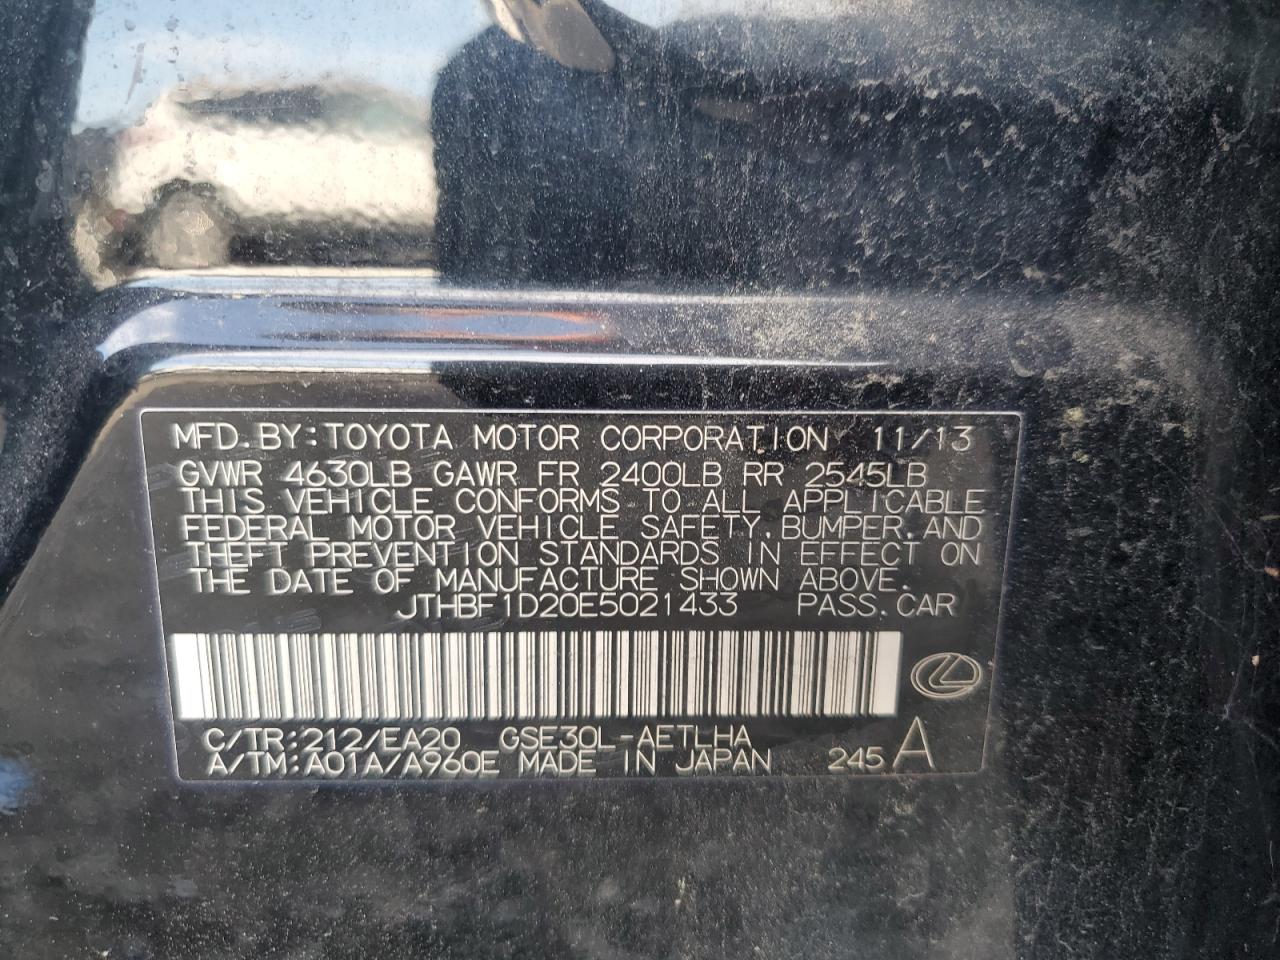 MFD.BY:TOYOTA MOTOR CORPORATION 11/13
GVWR 4630LB GAWR FR 2400LB RR 2545LB
THIS VEHICLE CONFORMS TO ALL APPLICABLE
FEDERAL MOTOR VEHICLE SAFETY,BUMPER,AND
THEFT PREVENTION STANDARDS IN EFFECT ON
THE DATE OF MANUFACTURE SHOWN ABOVE.
JTHBF1D20E5021433 PASS.CAR
C/TR:212/EA20 GSE30L-AETLHA
A/TM:A01A/A960E MADE IN JAPAN 245 A